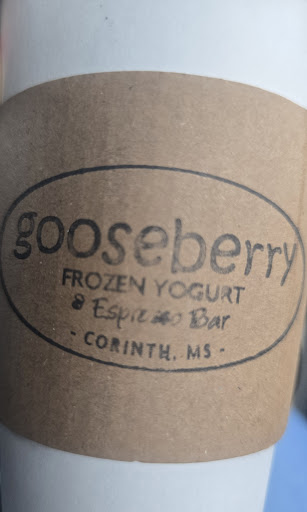 gooseberry
FROZEN YOGURT
& Espresso Bar
- CORINTH, MS -